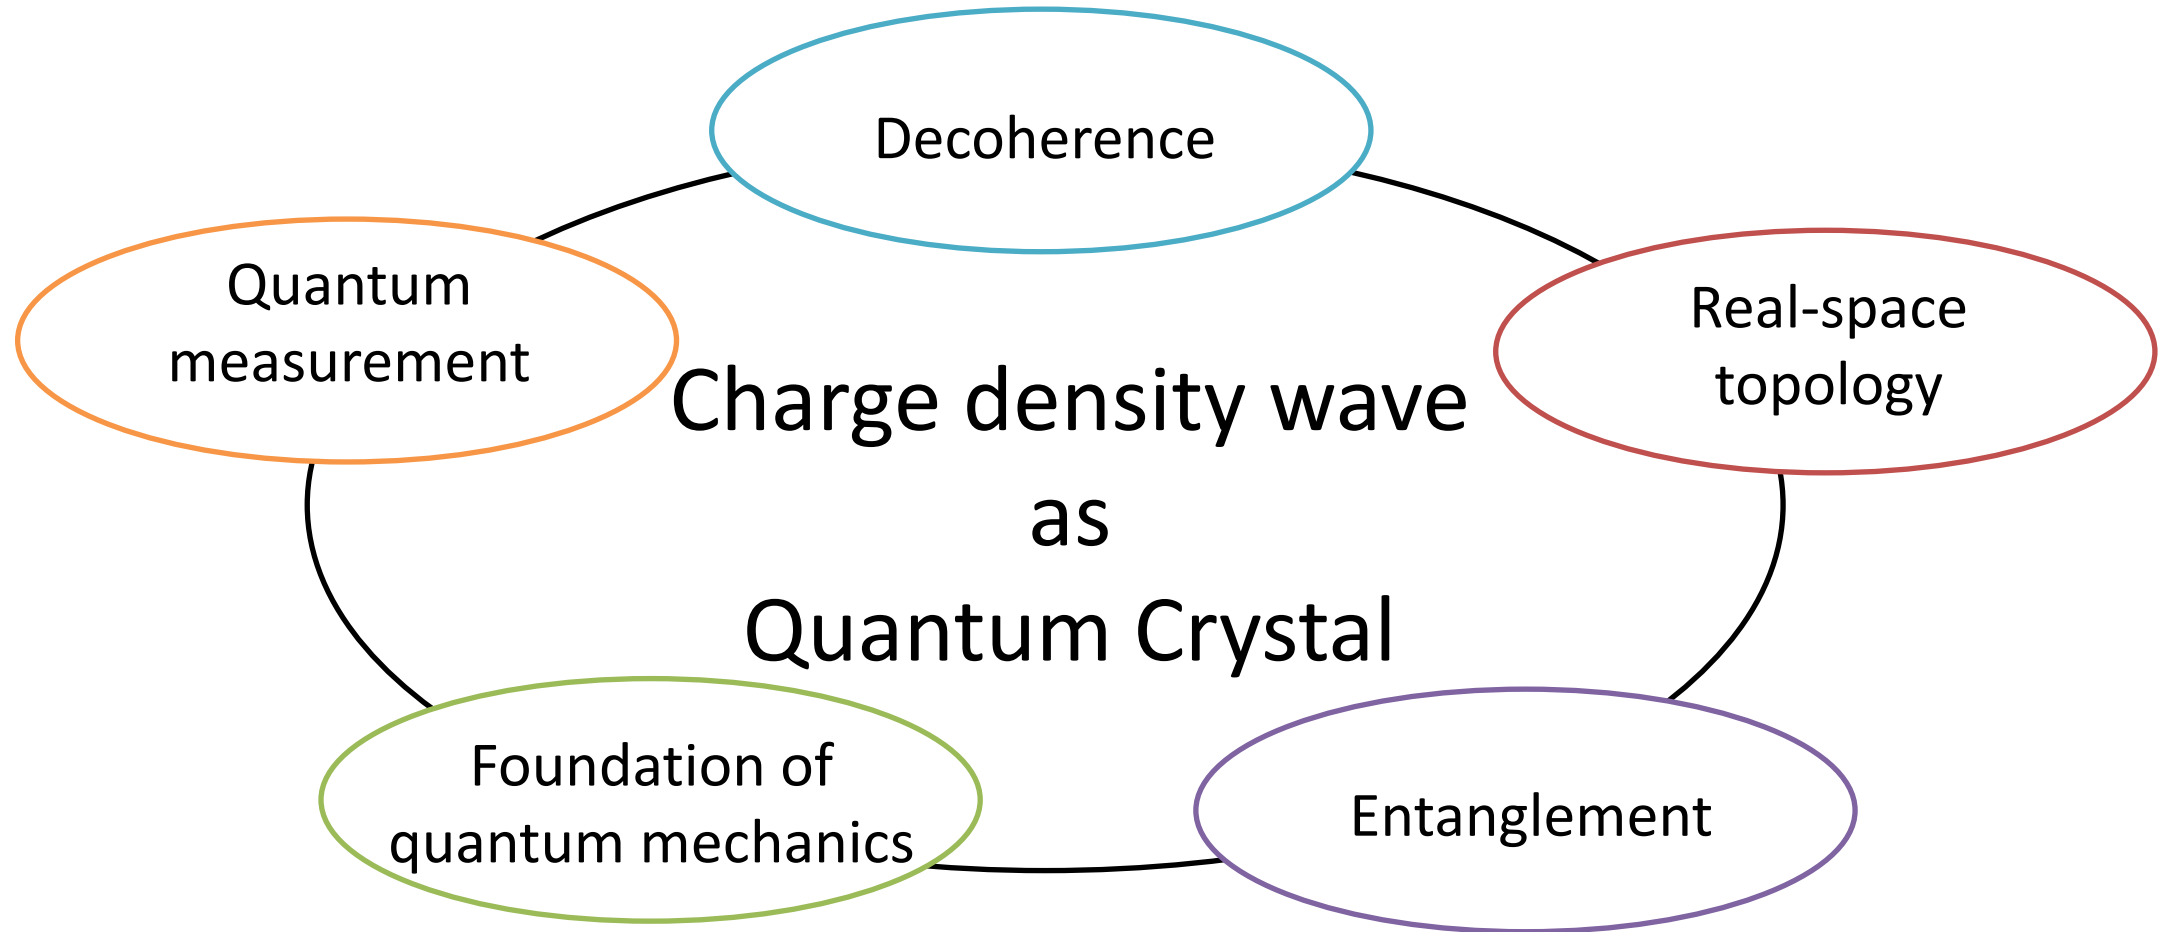 Decoherence
Quantum
measurement
Real-space
topology
Charge density wave
as
Quantum Crystal
Foundation of
quantum mechanics
Entanglement